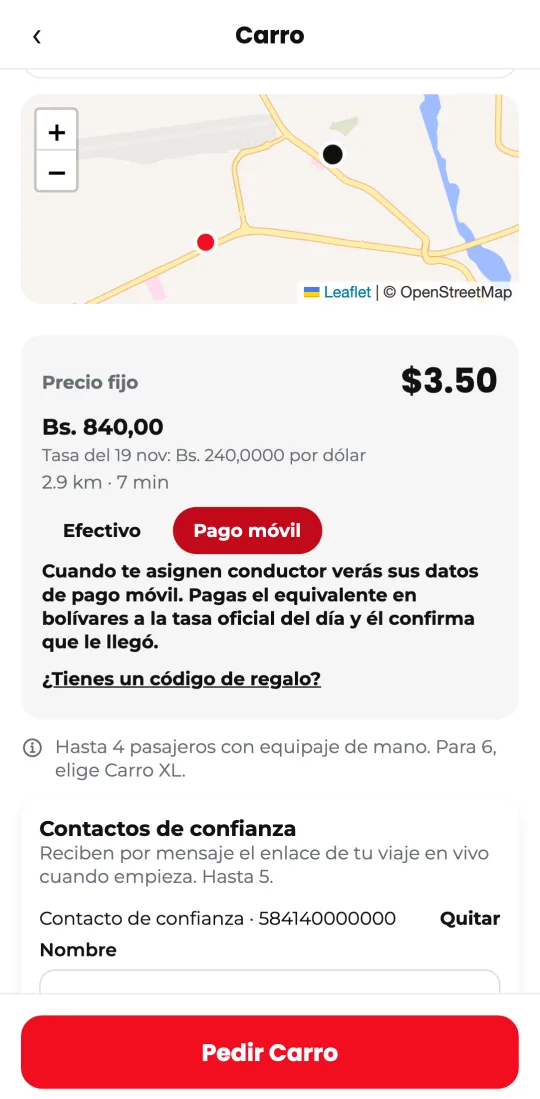 ‹
Carro
+
−
Leaflet | © OpenStreetMap
Precio fijo
$3.50
Bs. 840,00
Tasa del 19 nov: Bs. 240,0000 por dólar
2.9 km · 7 min
Efectivo
Pago móvil
Cuando te asignen conductor verás sus datos
de pago móvil. Pagas el equivalente en
bolívares a la tasa oficial del día y él confirma
que le llegó.
¿Tienes un código de regalo?
Hasta 4 pasajeros con equipaje de mano. Para 6,
elige Carro XL.
Contactos de confianza
Reciben por mensaje el enlace de tu viaje en vivo
cuando empieza. Hasta 5.
Contacto de confianza · 584140000000
Quitar
Nombre
Pedir Carro